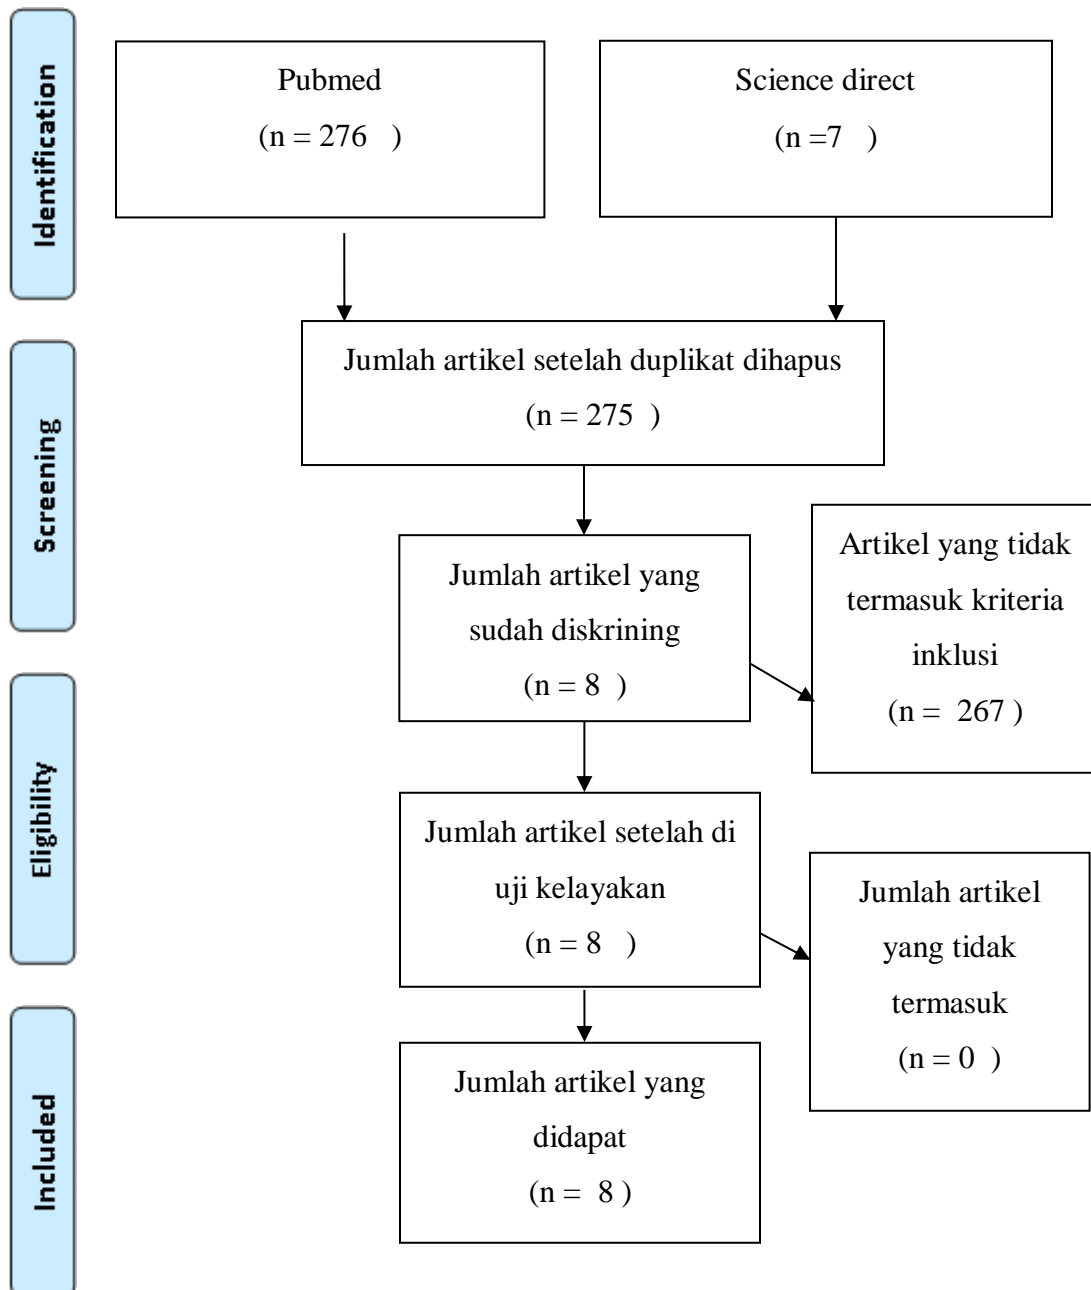 Identification
Pubmed
(n = 276   )
Science direct
(n =7   )
Jumlah artikel setelah duplikat dihapus
(n = 275  )
Screening
Jumlah artikel yang
sudah diskrining
(n = 8  )
Artikel yang tidak
termasuk kriteria
inklusi
(n =  267 )
Eligibility
Jumlah artikel setelah di
uji kelayakan
(n = 8   )
Jumlah artikel
yang tidak
termasuk
(n = 0  )
Included
Jumlah artikel yang
didapat
(n =  8 )